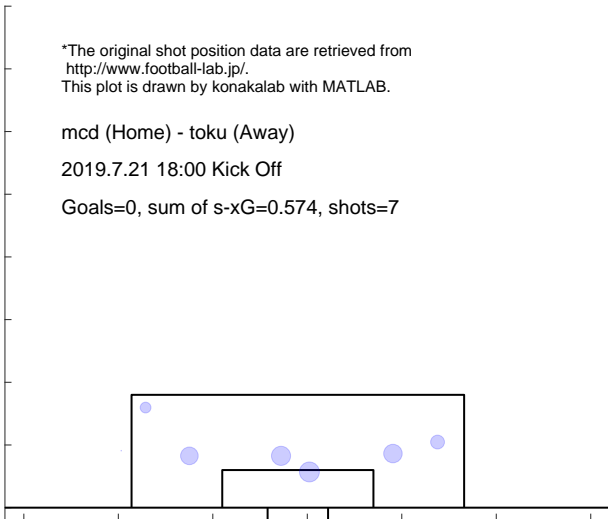 *The original shot position data are retrieved from
http://www.football-lab.jp/.
This plot is drawn by konakalab with MATLAB.
mcd (Home) - toku (Away)
2019.7.21 18:00 Kick Off
Goals=0, sum of s-xG=0.574, shots=7